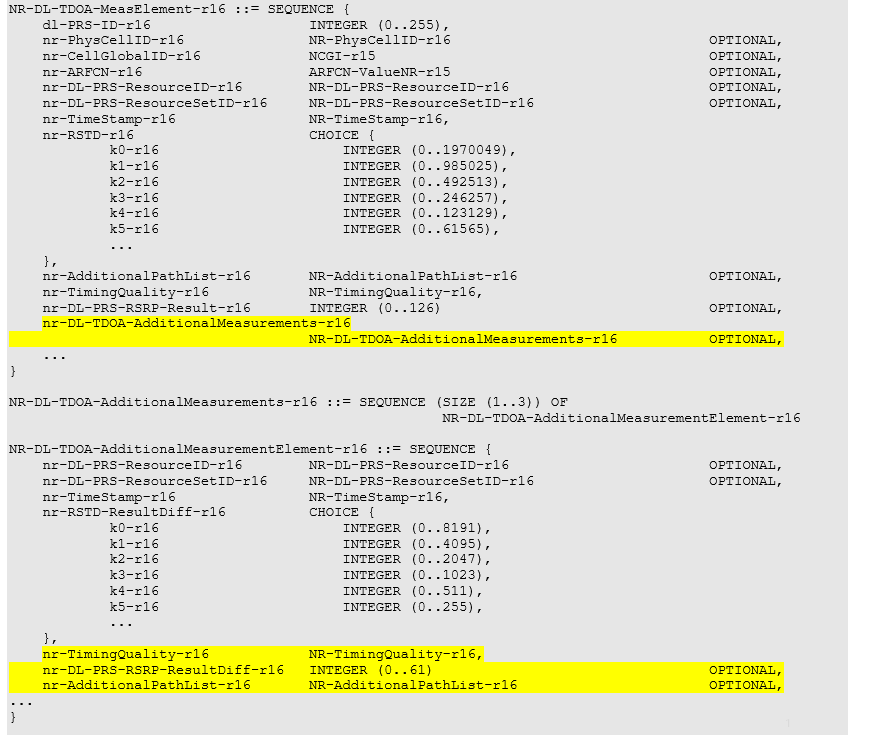 NR-DL-TDOA-MeasElement-r16 ::= SEQUENCE {
dl-PRS-ID-r16 INTEGER (0..255),
nr-PhysCellID-r16 NR-PhysCellID-r16 OPTIONAL,
nr-CellGlobalID-r16 NCGI-r15 OPTIONAL,
nr-ARFCN-r16 ARFCN-ValueNR-r15 OPTIONAL,
nr-DL-PRS-ResourceID-r16 NR-DL-PRS-ResourceID-r16 OPTIONAL,
nr-DL-PRS-ResourceSetID-r16 NR-DL-PRS-ResourceSetID-r16 OPTIONAL,
nr-TimeStamp-r16 NR-TimeStamp-r16,
nr-RSTD-r16 CHOICE {
k0-r16 INTEGER (0..1970049),
k1-r16 INTEGER (0..985025),
k2-r16 INTEGER (0..492513),
k3-r16 INTEGER (0..246257),
k4-r16 INTEGER (0..123129),
k5-r16 INTEGER (0..61565),
...
},
nr-AdditionalPathList-r16 NR-AdditionalPathList-r16 OPTIONAL,
nr-TimingQuality-r16 NR-TimingQuality-r16,
nr-DL-PRS-RSRP-Result-r16 INTEGER (0..126) OPTIONAL,
nr-DL-TDOA-AdditionalMeasurements-r16
NR-DL-TDOA-AdditionalMeasurements-r16 OPTIONAL,
...
}
NR-DL-TDOA-AdditionalMeasurements-r16 ::= SEQUENCE (SIZE (1..3)) OF
NR-DL-TDOA-AdditionalMeasurementElement-r16
NR-DL-TDOA-AdditionalMeasurementElement-r16 ::= SEQUENCE {
nr-DL-PRS-ResourceID-r16 NR-DL-PRS-ResourceID-r16 OPTIONAL,
nr-DL-PRS-ResourceSetID-r16 NR-DL-PRS-ResourceSetID-r16 OPTIONAL,
nr-TimeStamp-r16 NR-TimeStamp-r16,
nr-RSTD-ResultDiff-r16 CHOICE {
k0-r16 INTEGER (0..8191),
k1-r16 INTEGER (0..4095),
k2-r16 INTEGER (0..2047),
k3-r16 INTEGER (0..1023),
k4-r16 INTEGER (0..511),
k5-r16 INTEGER (0..255),
...
},
nr-TimingQuality-r16 NR-TimingQuality-r16,
nr-DL-PRS-RSRP-ResultDiff-r16 INTEGER (0..61) OPTIONAL,
nr-AdditionalPathList-r16 NR-AdditionalPathList-r16 OPTIONAL,
...
}